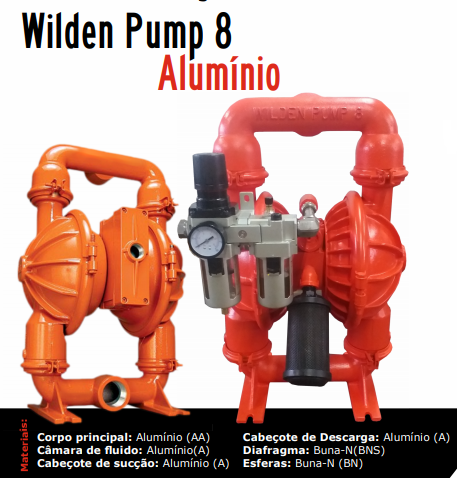 Wilden Pump 8
Alumínio
WILDEN PUMP 8
Materiais:
Corpo principal: Alumínio (AA)
Câmara de fluido: Alumínio(A)
Cabeçote de sucção: Alumínio (A)
Cabeçote de Descarga: Alumínio (A)
Diafragma: Buna-N(BNS)
Esferas: Buna-N (BN)